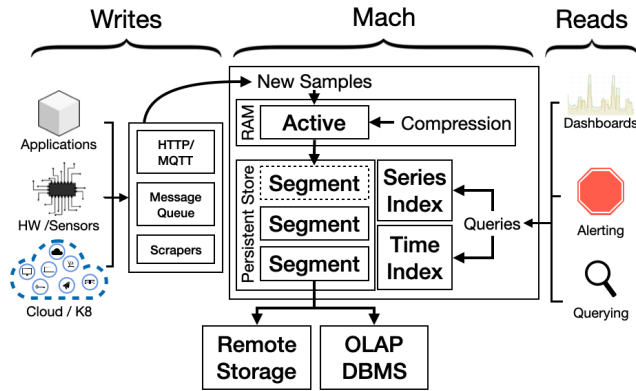 Writes
Mach
Reads
Applications
HW /Sensors
Cloud / K8
HTTP/
MQTT
Message
Queue
Scrapers
New Samples
RAM
Active
Compression
Persistent Store
Segment
Segment
Segment
Series
Index
Time
Index
Queries
Dashboards
Alerting
Querying
Remote
Storage
OLAP
DBMS